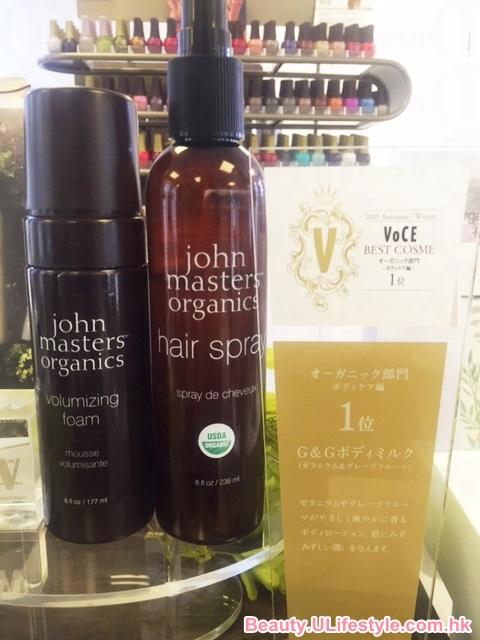 john
masters
organics
volumizing
foam
mousse
volumisante
6 fl oz / 177 ml
john
masters
organics
hair spray
spray de cheveux
USDA
ORGANIC
8 fl oz / 236 ml
V
2015 Autumn / Winter
VoCE
BEST COSME
オーガニック部門
-ボディケア編-
1位
オーガニック部門
ボディケア編
1位
G&Gボディミルク
(ゼラニウム&グレープフルーツ)
ゼラニウムやグレープフルー
ツがやさしく爽やかに香る
ボディローション。肌にみず
みずしい潤いを与えます。
Beauty.ULifestyle.com.hk